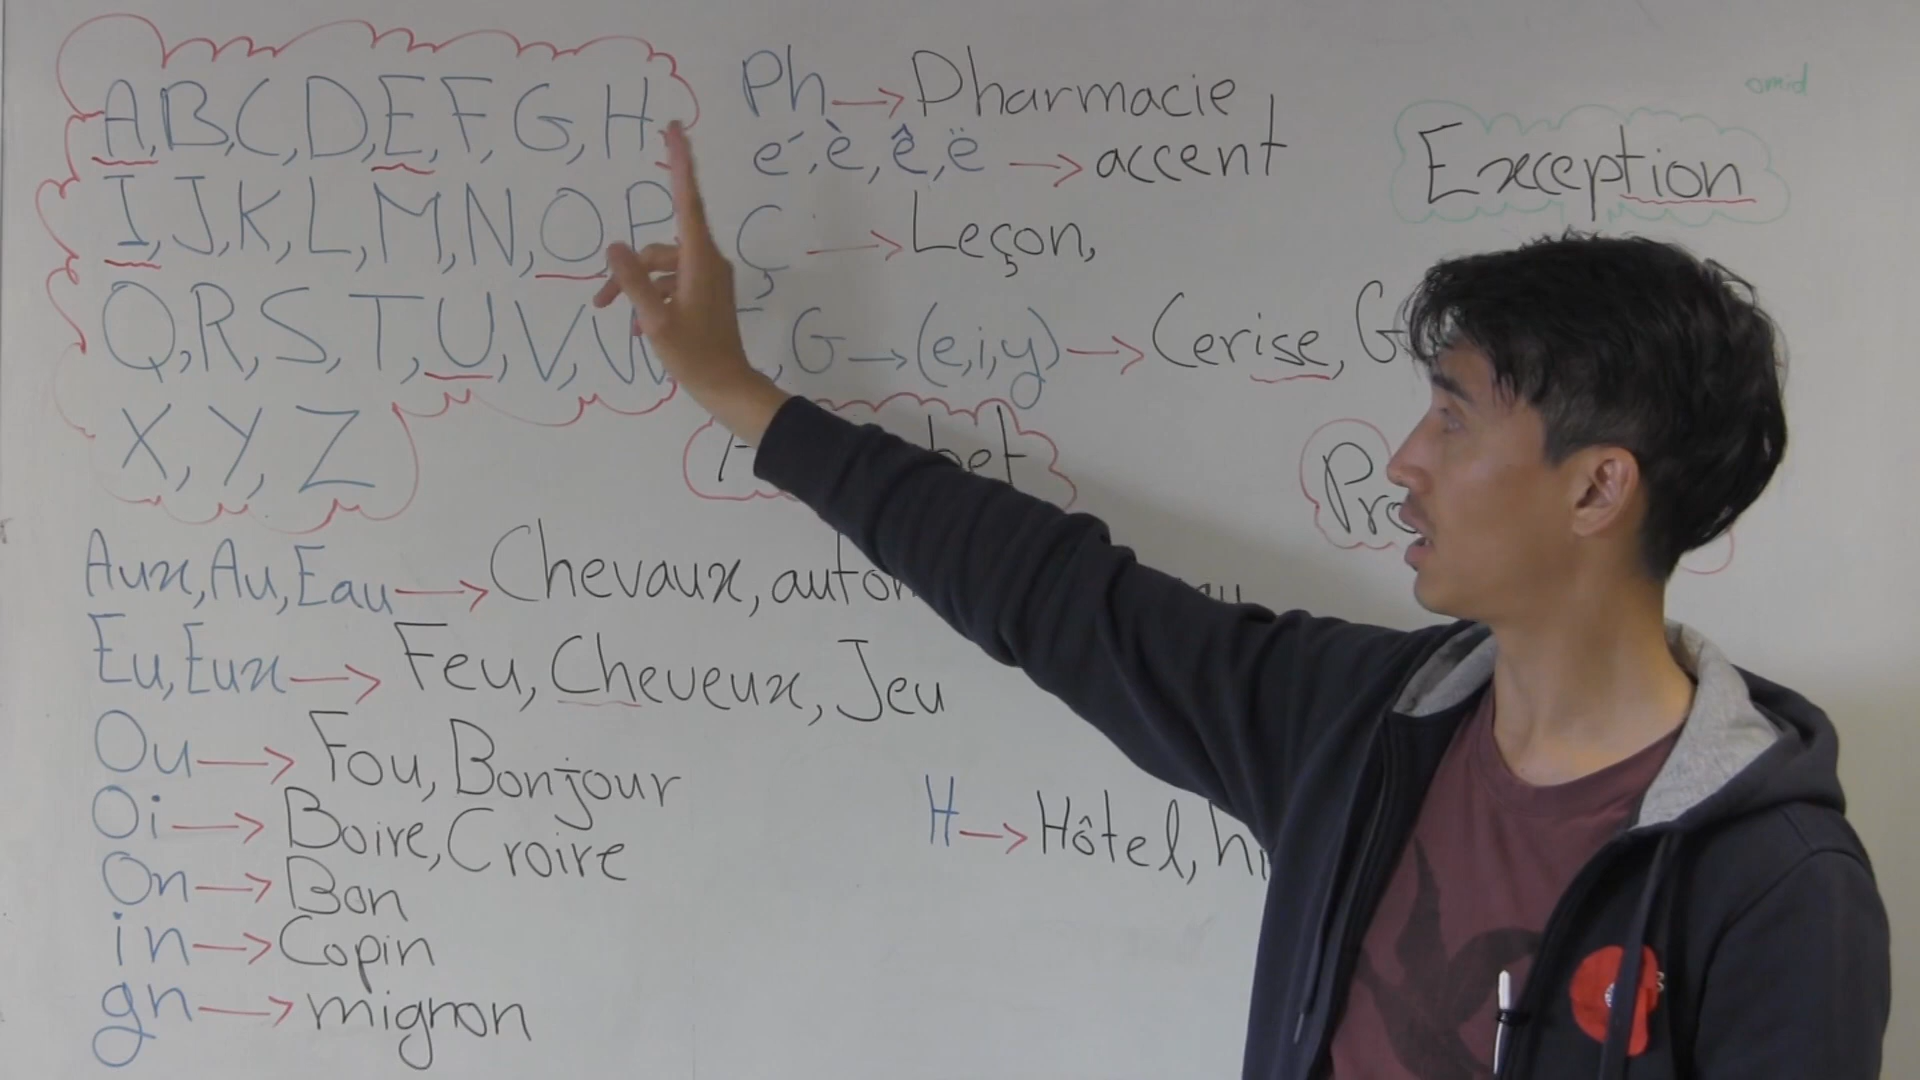 A, B, C, D, E, F, G, H,
I, J, K, L, M, N, O, P
Q, R, S, T, U, V, W
X, Y, Z
Ph → Pharmacie
é, è, ê, ë → accent
Ç → Leçon,
G → (e,i,y) → Cerise, G
omid
Exception
Aux, Au, Eau → Chevaux,
Eu, Eux → Feu, Cheveux, Jeu
Ou → Fou, Bonjour
Oi → Boire, Croire
On → Bon
in → Copin
gn → mignon
H → Hôtel,